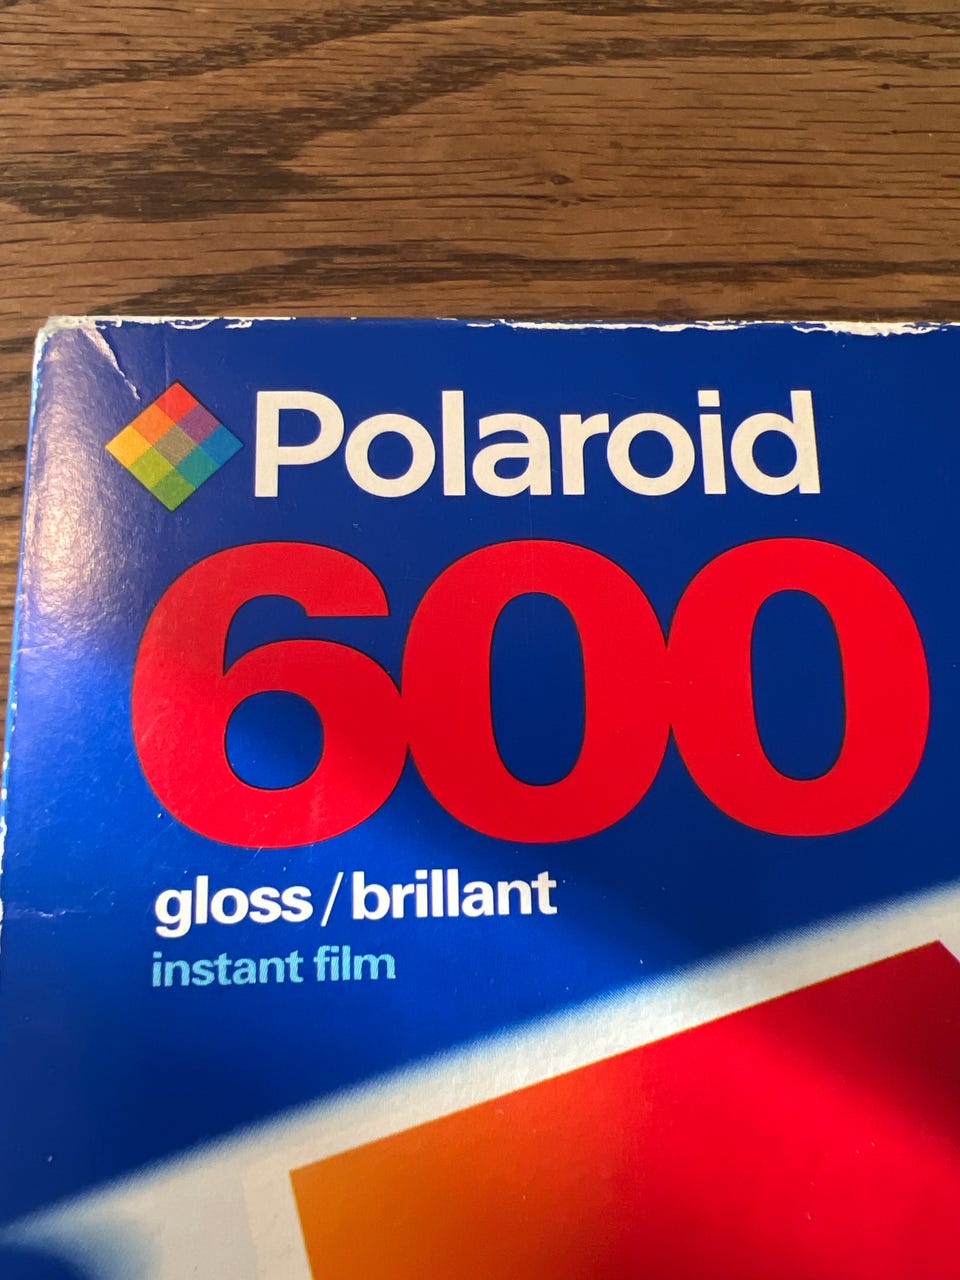 Polaroid
600
gloss/brillant
instant film